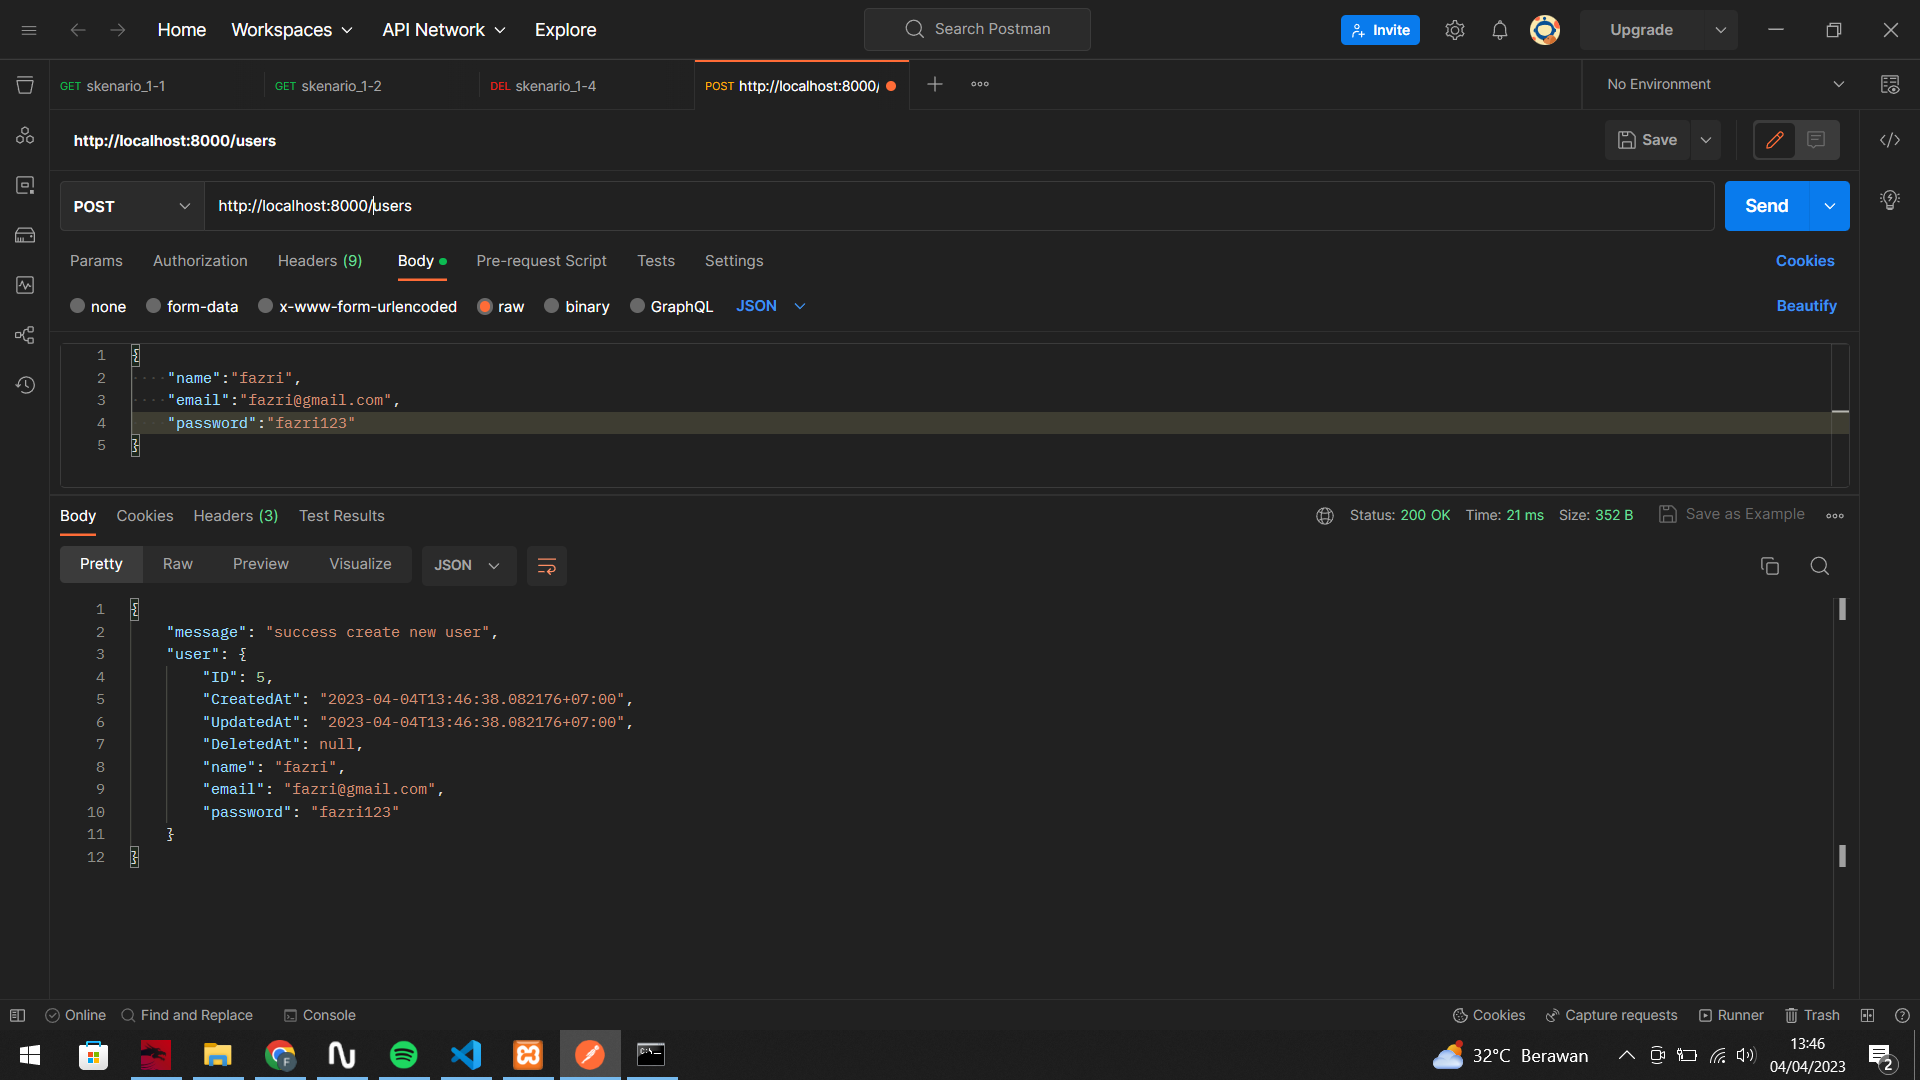 Home Workspaces API Network Explore Search Postman Invite Upgrade
GET skenario_1-1 GET skenario_1-2 DEL skenario_1-4 POST http://localhost:8000/ No Environment
http://localhost:8000/users Save
POST http://localhost:8000/users Send
Params Authorization Headers (9) Body Pre-request Script Tests Settings Cookies
none form-data x-www-form-urlencoded raw binary GraphQL JSON Beautify
1 {
2 "name":"fazri",
3 "email":"fazri@gmail.com",
4 "password":"fazri123"
5 }
Body Cookies Headers (3) Test Results Status: 200 OK Time: 21 ms Size: 352 B Save as Example
Pretty Raw Preview Visualize JSON
1 {
2 "message": "success create new user",
3 "user": {
4 "ID": 5,
5 "CreatedAt": "2023-04-04T13:46:38.082176+07:00",
6 "UpdatedAt": "2023-04-04T13:46:38.082176+07:00",
7 "DeletedAt": null,
8 "name": "fazri",
9 "email": "fazri@gmail.com",
10 "password": "fazri123"
11 }
12 }
Online Find and Replace Console Cookies Capture requests Runner Trash
32°C Berawan 13:46
04/04/2023 2